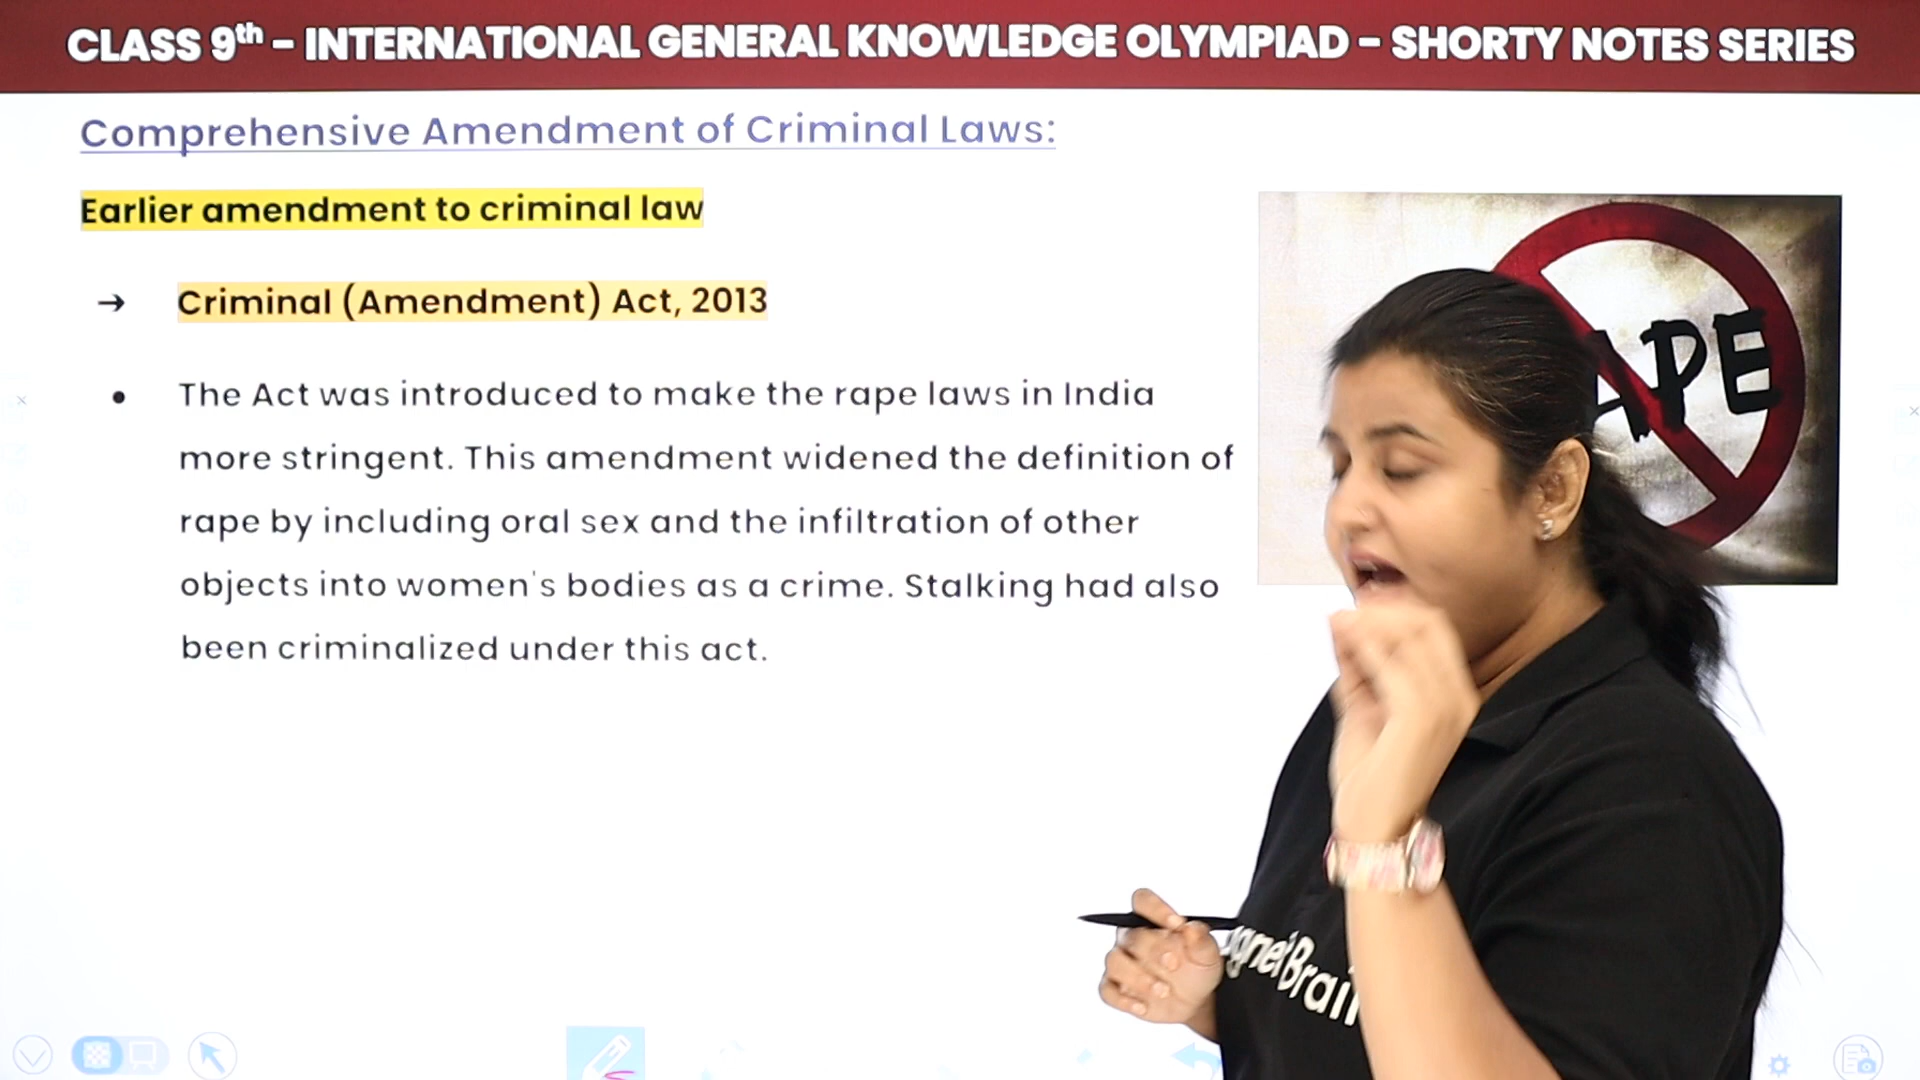 CLASS 9th – INTERNATIONAL GENERAL KNOWLEDGE OLYMPIAD – SHORTY NOTES SERIES
Comprehensive Amendment of Criminal Laws:
Earlier amendment to criminal law
→ Criminal (Amendment) Act, 2013
• The Act was introduced to make the rape laws in India
more stringent. This amendment widened the definition of
rape by including oral sex and the infiltration of other
objects into women's bodies as a crime. Stalking had also
been criminalized under this act.
APE
gnetBrai